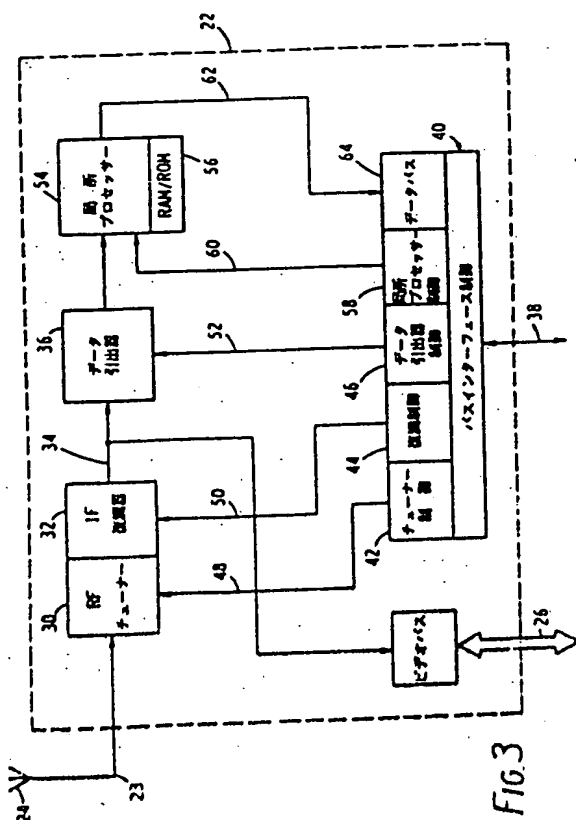 24
23
22
30
RF
チューナー
32
IF
復調器
34
36
データ
引出器
54
局所
プロセッサー
RAM/ROM
56
62
48
50
52
60
42
チューナー
制御
44
復調制御
46
データ
引出器
制御
58
局所
プロセッサー
制御
64
データバス
40
バスインターフェース制御
38
ビデオバス
26
FIG.3